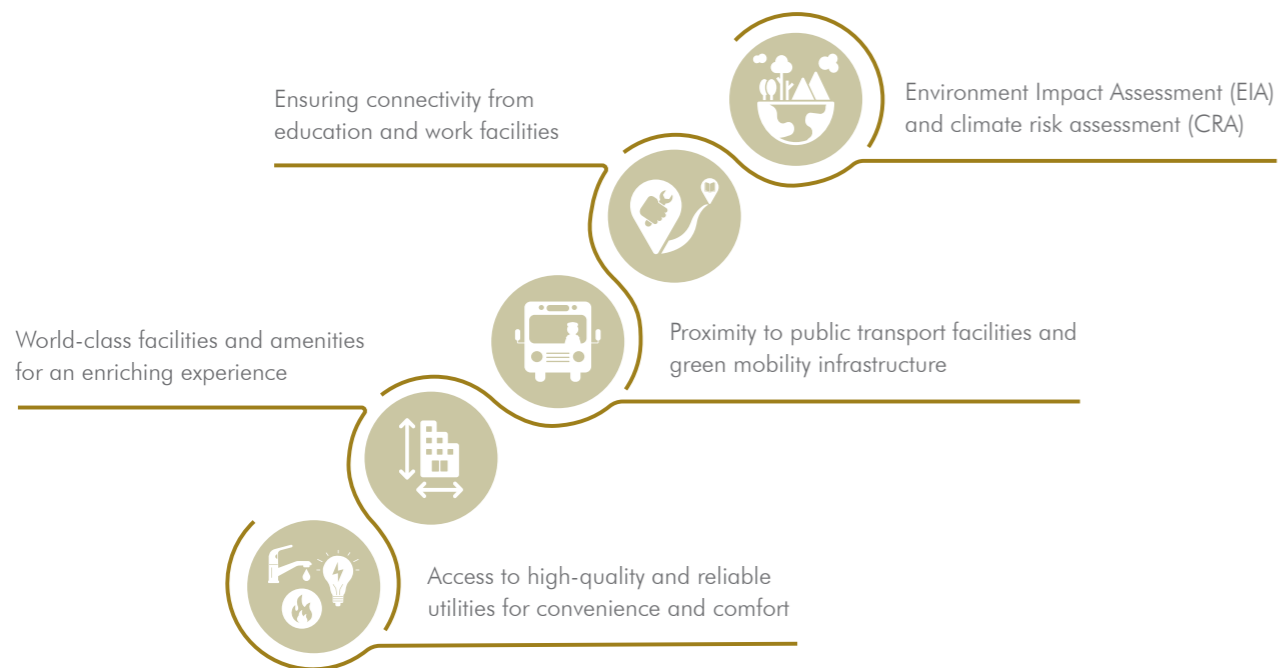 Environment Impact Assessment (EIA)
and climate risk assessment (CRA)
Ensuring connectivity from
education and work facilities
Proximity to public transport facilities and
green mobility infrastructure
World-class facilities and amenities
for an enriching experience
Access to high-quality and reliable
utilities for convenience and comfort